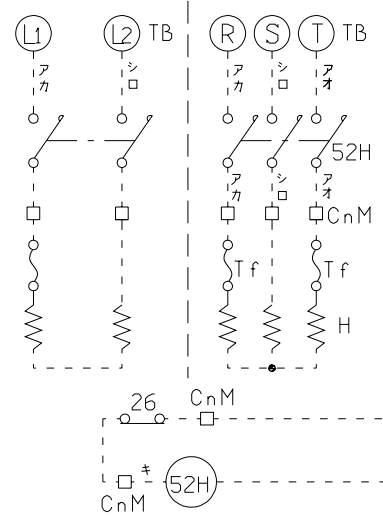 L1 L2 TB R S T TB
アカ シロ アカ シロ アオ
52H
アカ シロ アオ
CnM
Tf Tf
H
26 CnM
キ 52H
CnM